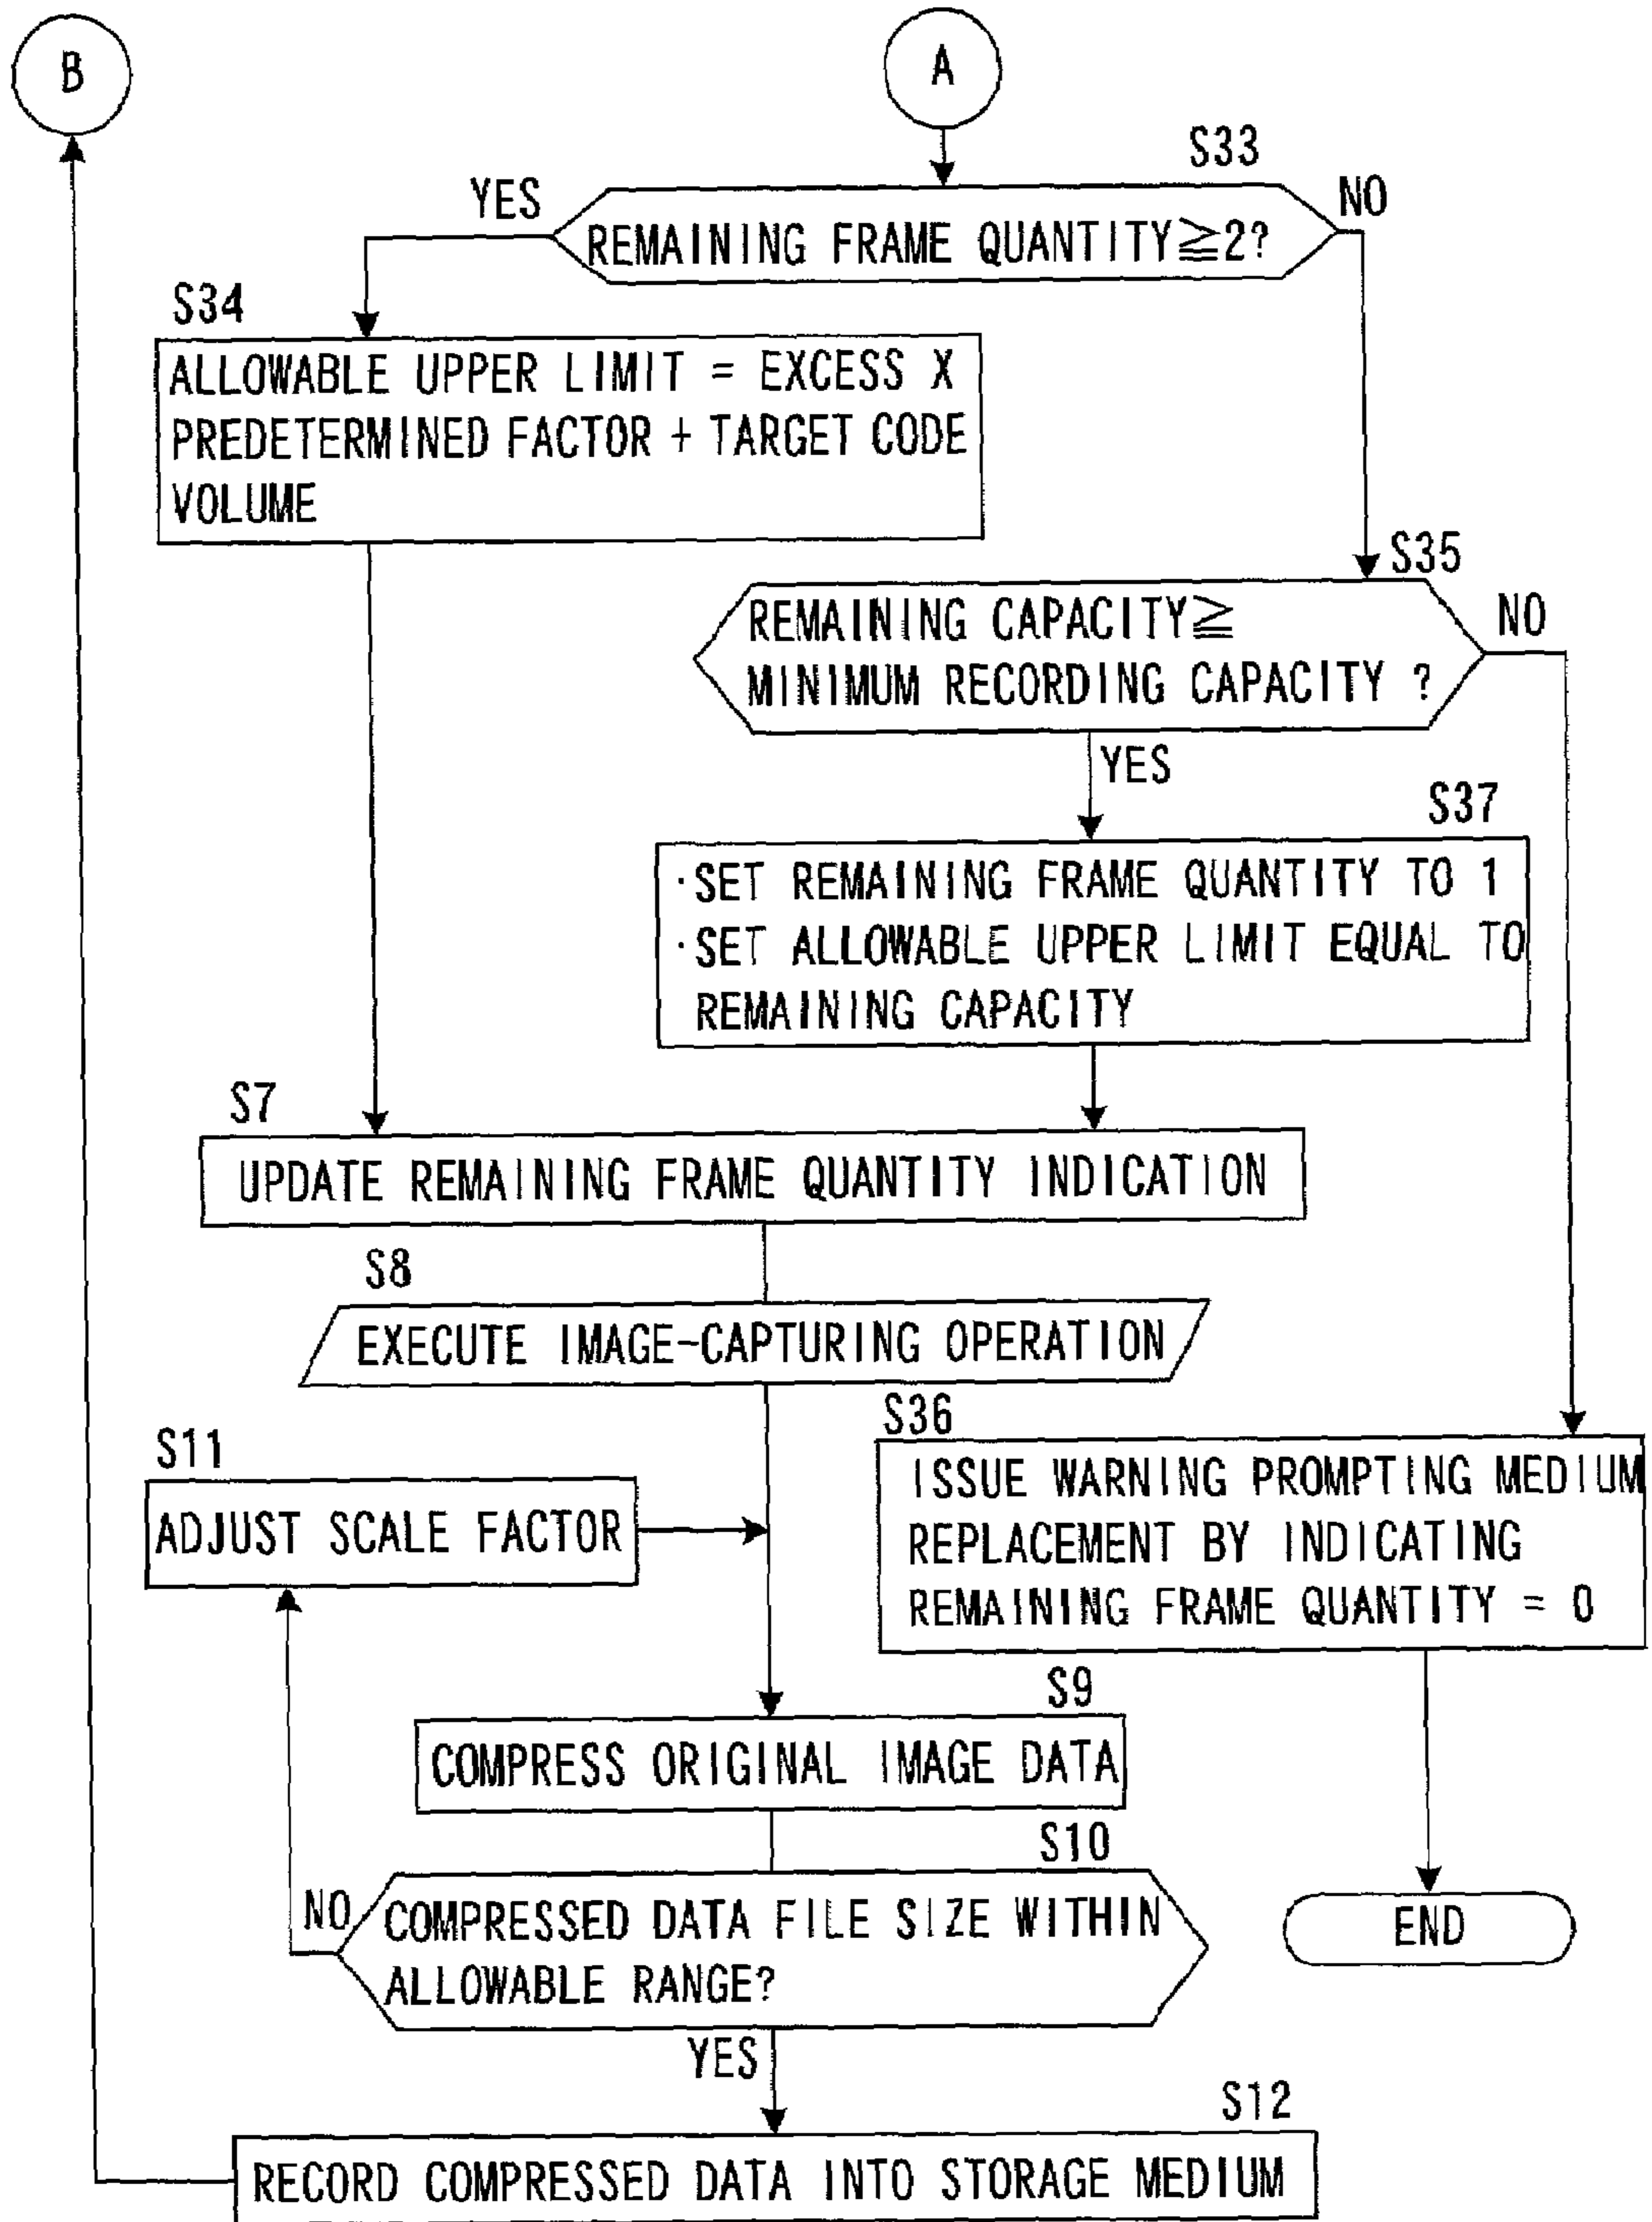 B
A
S33
YES
NO
REMAINING FRAME QUANTITY≧2?
S34
ALLOWABLE UPPER LIMIT = EXCESS X
PREDETERMINED FACTOR + TARGET CODE
VOLUME
S35
REMAINING CAPACITY≧
MINIMUM RECORDING CAPACITY ?
NO
YES
S37
·SET REMAINING FRAME QUANTITY TO 1
·SET ALLOWABLE UPPER LIMIT EQUAL TO
REMAINING CAPACITY
S7
UPDATE REMAINING FRAME QUANTITY INDICATION
S8
EXECUTE IMAGE-CAPTURING OPERATION
S36
ISSUE WARNING PROMPTING MEDIUM
REPLACEMENT BY INDICATING
REMAINING FRAME QUANTITY = 0
S11
ADJUST SCALE FACTOR
S9
COMPRESS ORIGINAL IMAGE DATA
S10
NO
COMPRESSED DATA FILE SIZE WITHIN
ALLOWABLE RANGE?
END
YES
S12
RECORD COMPRESSED DATA INTO STORAGE MEDIUM